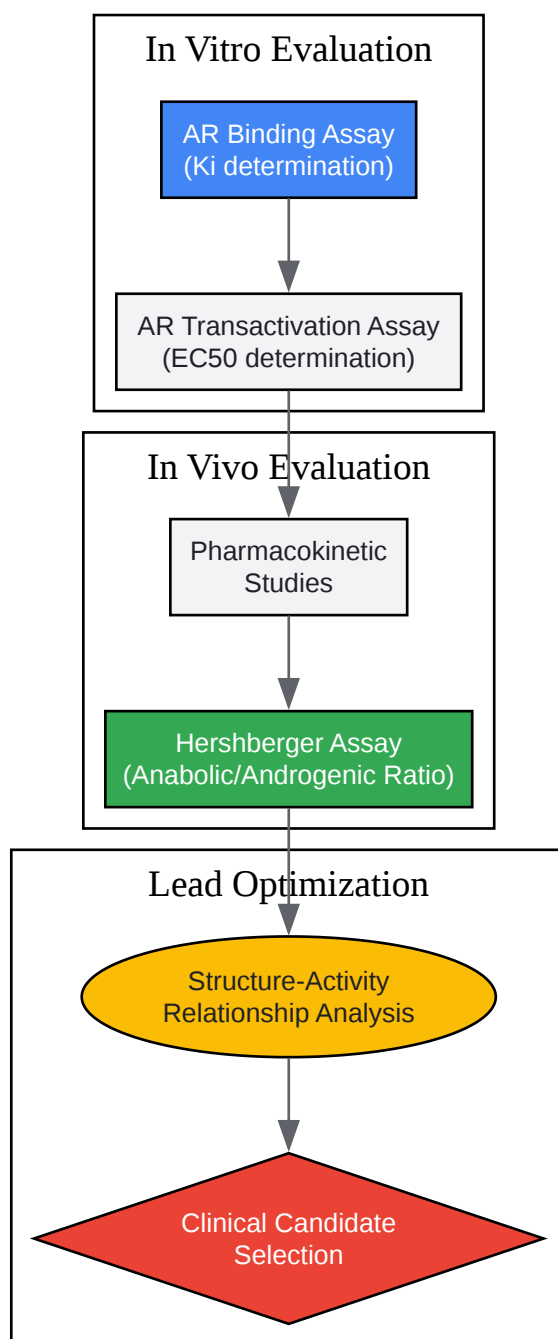 In Vitro Evaluation
AR Binding Assay
(Ki determination)
AR Transactivation Assay
(EC50 determination)
In Vivo Evaluation
Pharmacokinetic
Studies
Hershberger Assay
(Anabolic/Androgenic Ratio)
Lead Optimization
Structure-Activity
Relationship Analysis
Clinical Candidate
Selection